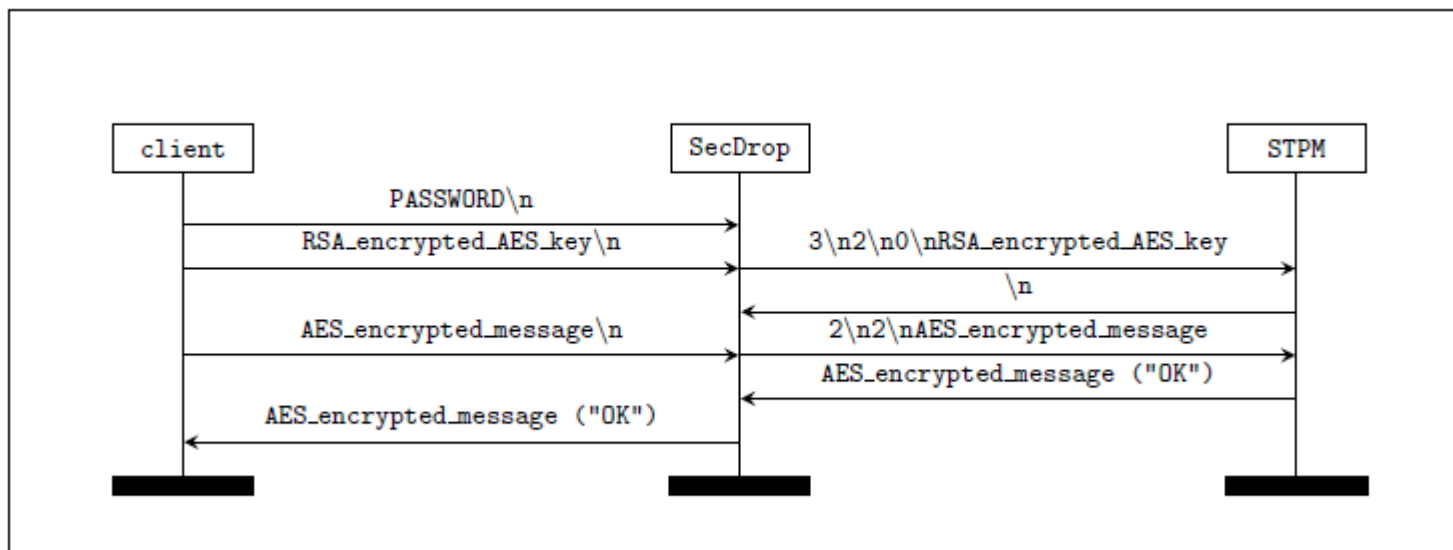 client
SecDrop
STPM
PASSWORD\n
RSA_encrypted_AES_key\n
3\n2\n0\nRSA_encrypted_AES_key
\n
AES_encrypted_message\n
2\n2\nAES_encrypted_message
AES_encrypted_message ("OK")
AES_encrypted_message ("OK")